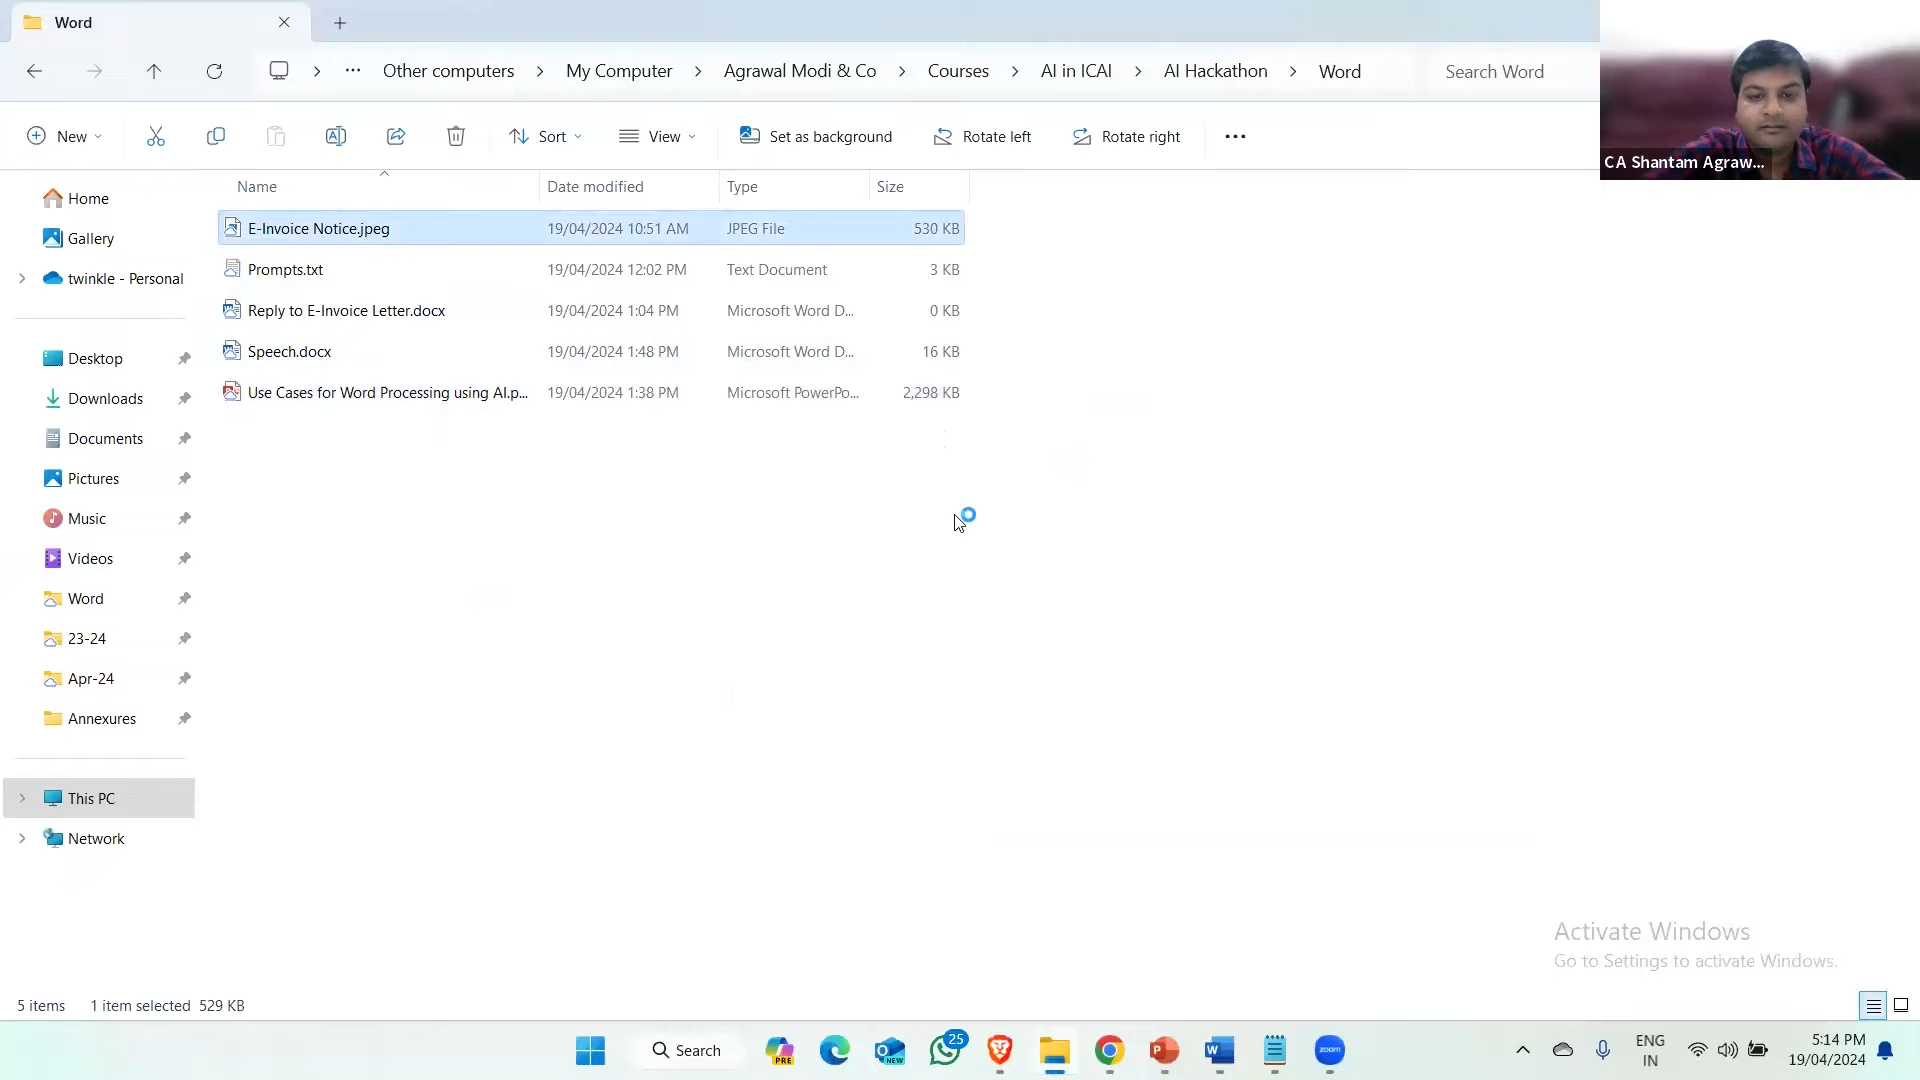 Word
Other computers > My Computer > Agrawal Modi & Co > Courses > AI in ICAI > AI Hackathon > Word
Search Word
CA Shantam Agraw...
New
Sort
View
Set as background
Rotate left
Rotate right
Name Date modified Type Size
E-Invoice Notice.jpeg 19/04/2024 10:51 AM JPEG File 530 KB
Prompts.txt 19/04/2024 12:02 PM Text Document 3 KB
Reply to E-Invoice Letter.docx 19/04/2024 1:04 PM Microsoft Word D... 0 KB
Speech.docx 19/04/2024 1:48 PM Microsoft Word D... 16 KB
Use Cases for Word Processing using AI.p... 19/04/2024 1:38 PM Microsoft PowerPo... 2,298 KB
Home
Gallery
twinkle - Personal
Desktop
Downloads
Documents
Pictures
Music
Videos
Word
23-24
Apr-24
Annexures
This PC
Network
Activate Windows
Go to Settings to activate Windows.
5 items 1 item selected 529 KB
Search
PRE
NEW
25
zoom
ENG
IN
5:14 PM
19/04/2024